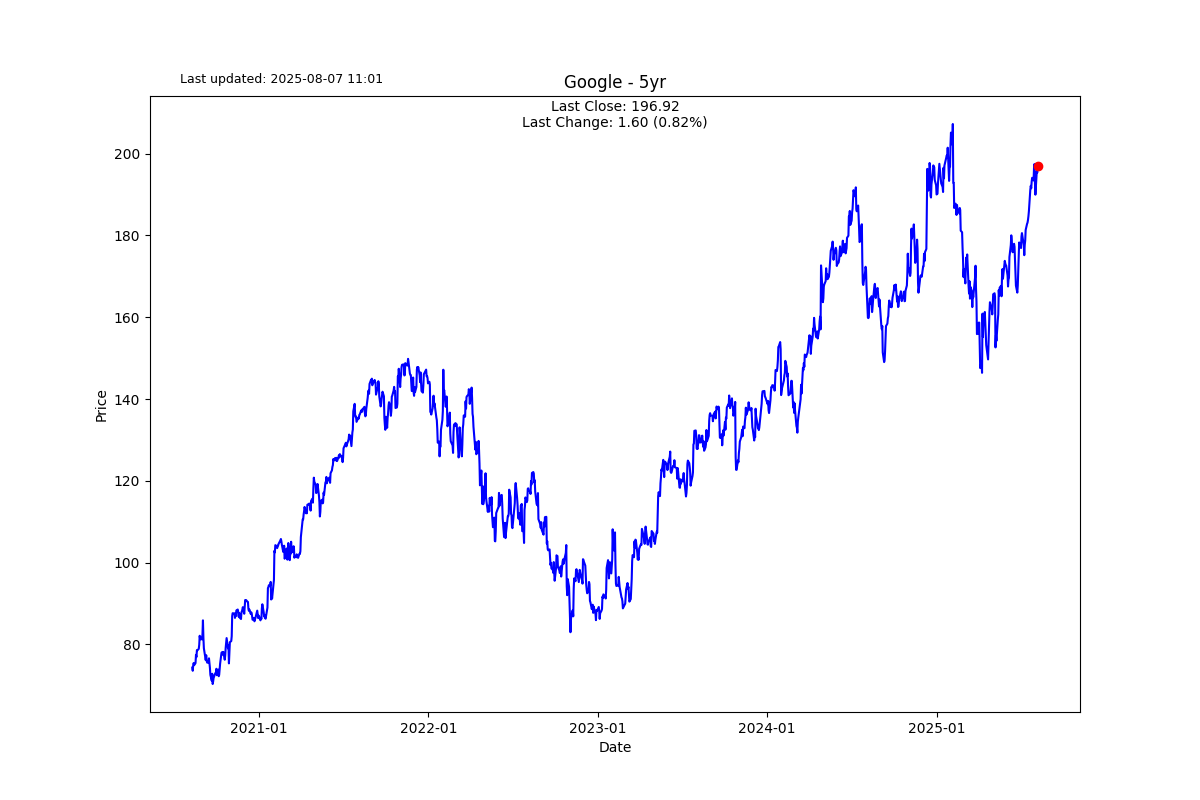 Last updated: 2025-08-07 11:01
Google - 5yr
Last Close: 196.92
Last Change: 1.60 (0.82%)
Price
200
180
160
140
120
100
80
2021-01
2022-01
2023-01
2024-01
2025-01
Date